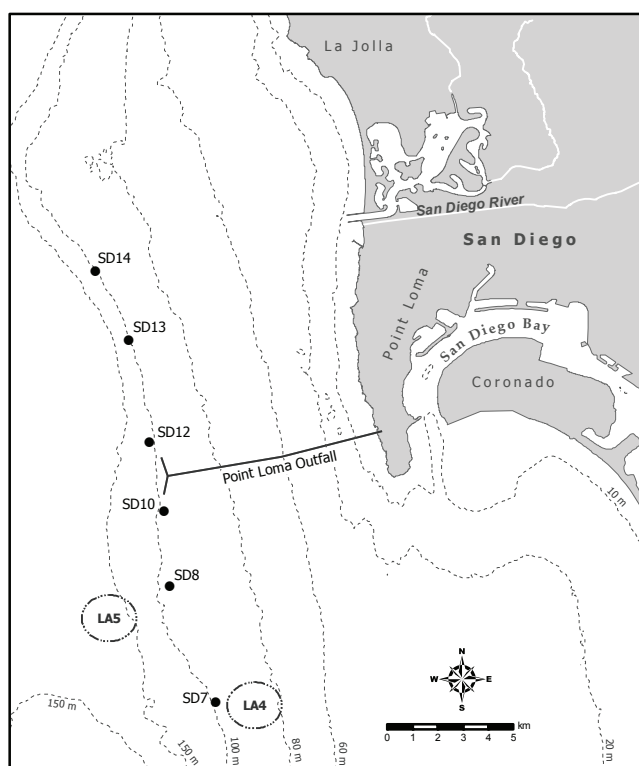 La Jolla
San Diego River
San Diego
SD14
Point Loma
SD13
San Diego Bay
Coronado
SD12
Point Loma Outfall
10 m
SD10
SD8
LA5
N
W E
S
SD7
LA4
150 m
km
0 1 2 3 4 5
150 m
100 m
80 m
60 m
20 m